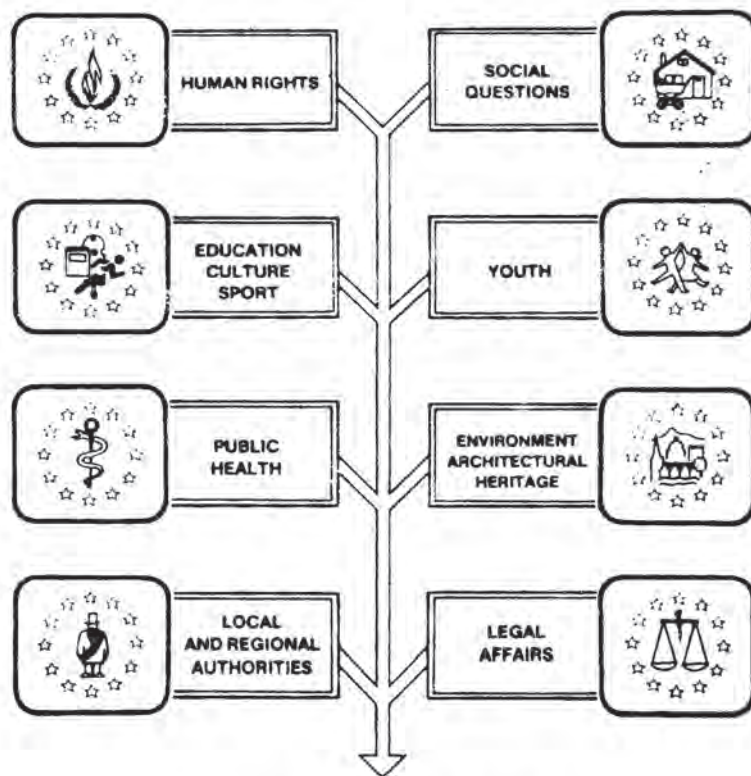 HUMAN RIGHTS
SOCIAL
QUESTIONS
EDUCATION
CULTURE
SPORT
YOUTH
PUBLIC
HEALTH
ENVIRONMENT
ARCHITECTURAL
HERITAGE
LOCAL
AND REGIONAL
AUTHORITIES
LEGAL
AFFAIRS